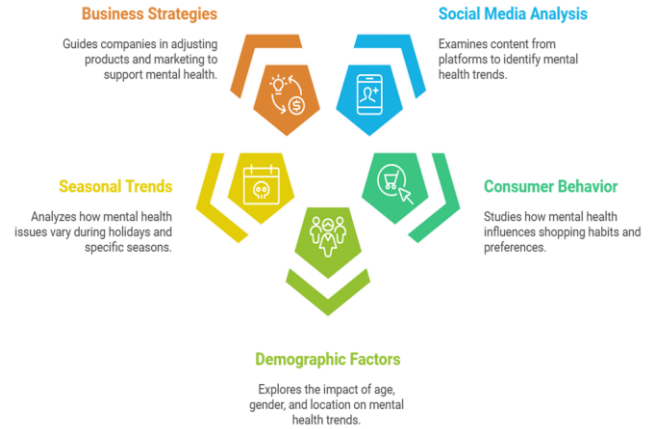 Business Strategies
Guides companies in adjusting
products and marketing to
support mental health.
Social Media Analysis
Examines content from
platforms to identify mental
health trends.
Seasonal Trends
Analyzes how mental health
issues vary during holidays and
specific seasons.
Consumer Behavior
Studies how mental health
influences shopping habits and
preferences.
Demographic Factors
Explores the impact of age,
gender, and location on mental
health trends.